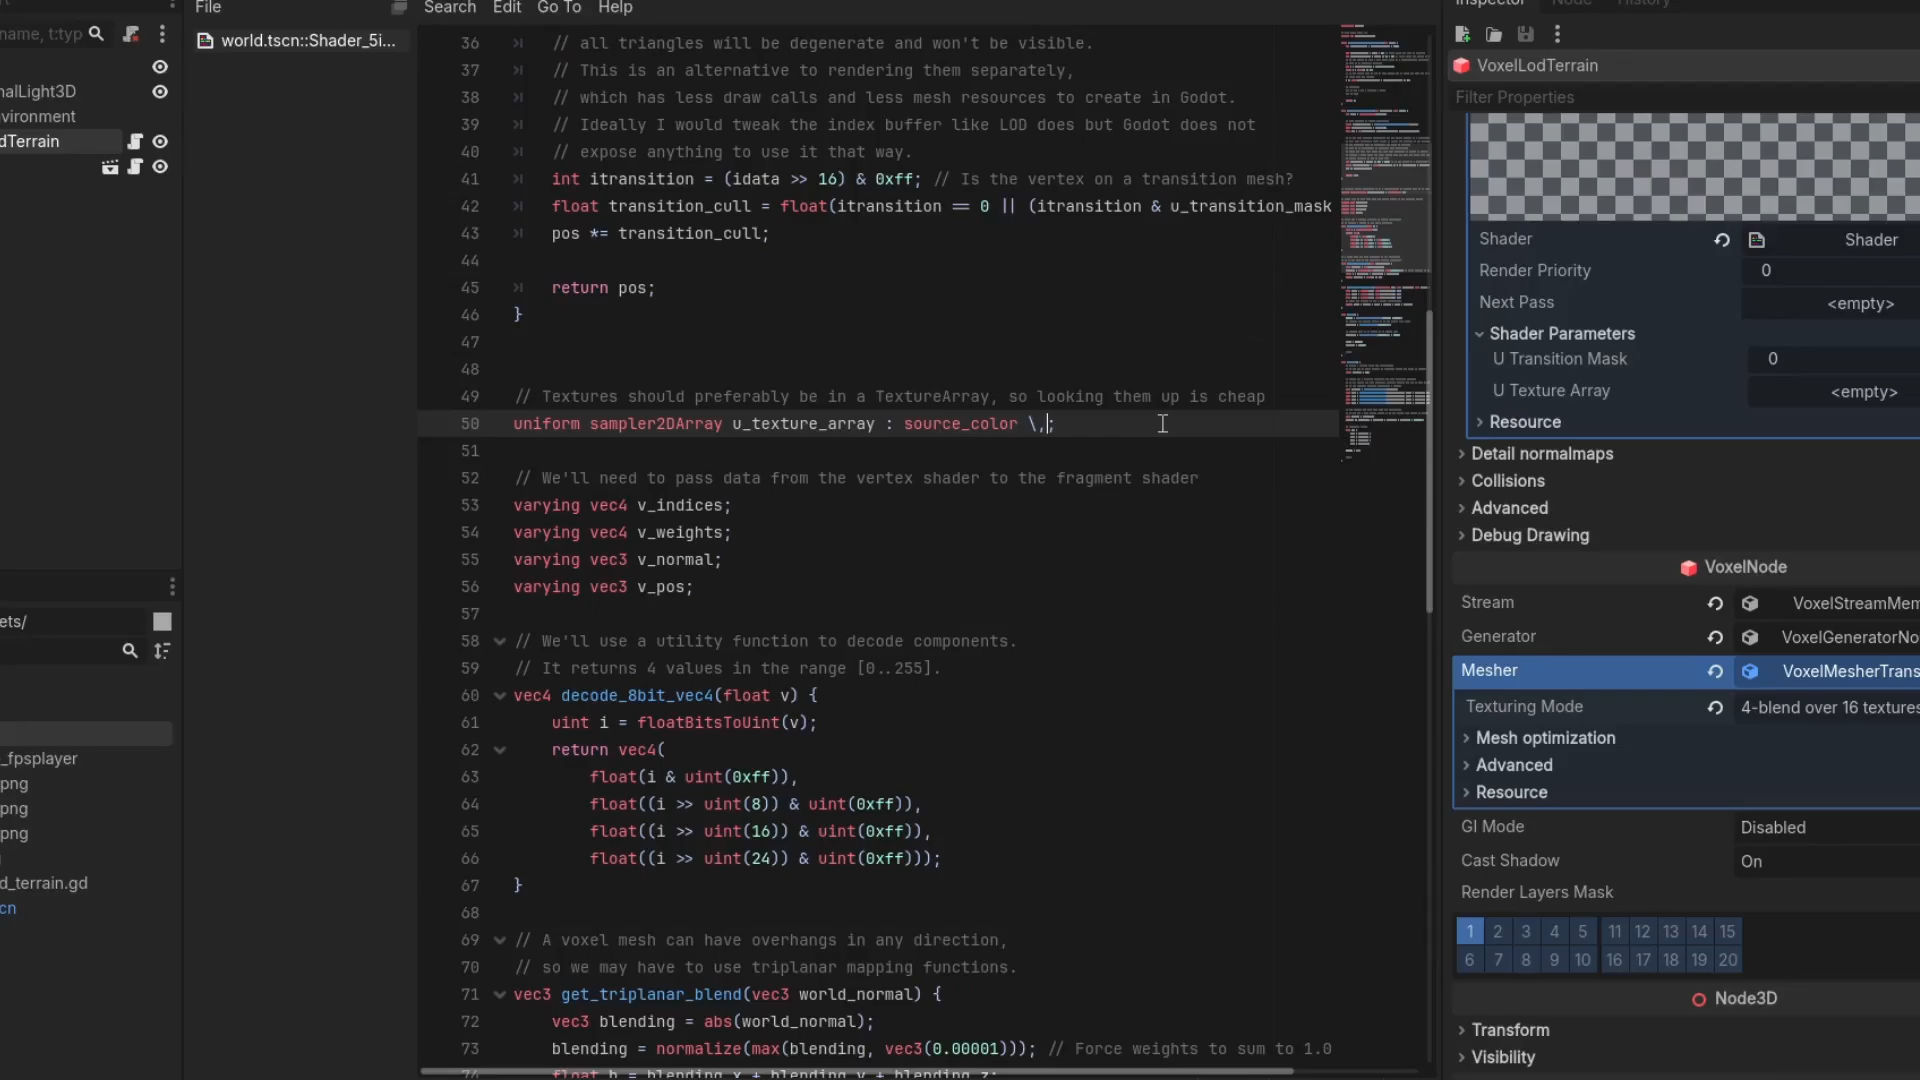 File
Search Edit Go To Help
Inspector Node History
name, t:typ
world.tscn::Shader_5i...
VoxelLodTerrain
Filter Properties
nalLight3D
vironment
dTerrain
ets/
_fpsplayer
png
png
png
d_terrain.gd
cn
36 // all triangles will be degenerate and won't be visible.
37 // This is an alternative to rendering them separately,
38 // which has less draw calls and less mesh resources to create in Godot.
39 // Ideally I would tweak the index buffer like LOD does but Godot does not
40 // expose anything to use it that way.
41 int itransition = (idata >> 16) & 0xff; // Is the vertex on a transition mesh?
42 float transition_cull = float(itransition == 0 || (itransition & u_transition_mask
43 pos *= transition_cull;
44
45 return pos;
46 }
47
48
49 // Textures should preferably be in a TextureArray, so looking them up is cheap
50 uniform sampler2DArray u_texture_array : source_color \,;
51
52 // We'll need to pass data from the vertex shader to the fragment shader
53 varying vec4 v_indices;
54 varying vec4 v_weights;
55 varying vec3 v_normal;
56 varying vec3 v_pos;
57
58 // We'll use a utility function to decode components.
59 // It returns 4 values in the range [0..255].
60 vec4 decode_8bit_vec4(float v) {
61 uint i = floatBitsToUint(v);
62 return vec4(
63 float(i & uint(0xff)),
64 float((i >> uint(8)) & uint(0xff)),
65 float((i >> uint(16)) & uint(0xff)),
66 float((i >> uint(24)) & uint(0xff)));
67 }
68
69 // A voxel mesh can have overhangs in any direction,
70 // so we may have to use triplanar mapping functions.
71 vec3 get_triplanar_blend(vec3 world_normal) {
72 vec3 blending = abs(world_normal);
73 blending = normalize(max(blending, vec3(0.00001))); // Force weights to sum to 1.0
74 float b = blending.x + blending.y + blending.z;
Shader Shader
Render Priority 0
Next Pass <empty>
Shader Parameters
U Transition Mask 0
U Texture Array <empty>
Resource
Detail normalmaps
Collisions
Advanced
Debug Drawing
VoxelNode
Stream VoxelStreamMem
Generator VoxelGeneratorNo
Mesher VoxelMesherTrans
Texturing Mode 4-blend over 16 textures
Mesh optimization
Advanced
Resource
GI Mode Disabled
Cast Shadow On
Render Layers Mask
1 2 3 4 5 11 12 13 14 15
6 7 8 9 10 16 17 18 19 20
Node3D
Transform
Visibility